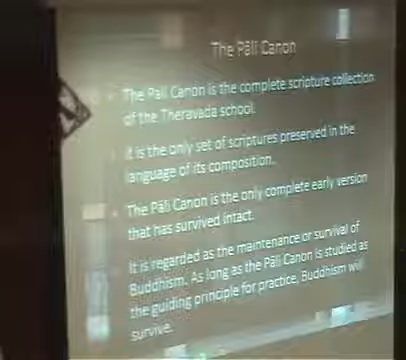 The Pāli Canon
The Pāli Canon is the complete scripture collection
of the Theravada school.
It is the only set of scriptures preserved in the
language of its composition.
The Pāli Canon is the only complete early version
that has survived intact.
It is regarded as the maintenance or survival of
Buddhism. As long as the Pāli Canon is studied as
the guiding principle for practice, Buddhism will
survive.